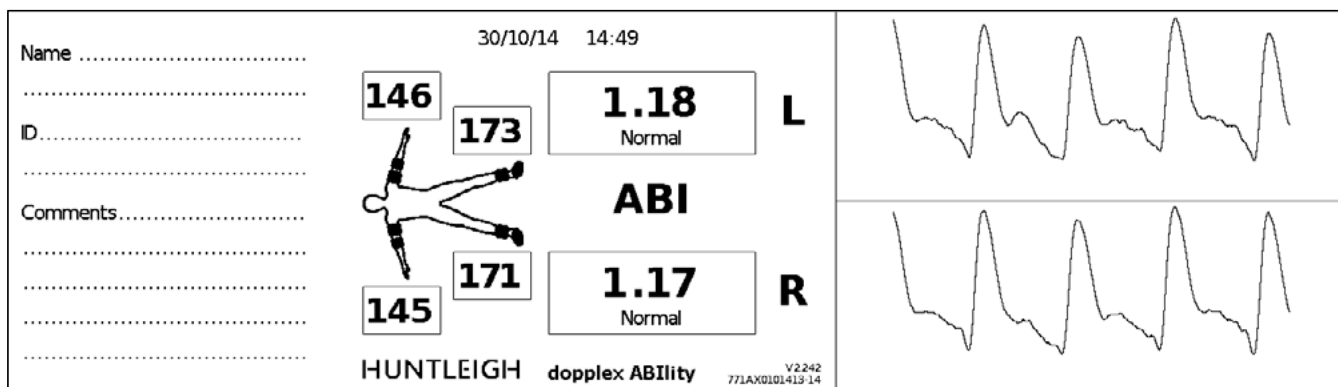 Name
ID
Comments
30/10/14 14:49
146
173
1.18
Normal
L
ABI
171
145
1.17
Normal
R
HUNTLEIGH dopplex ABIlity
V2.242
771AX0101413-14